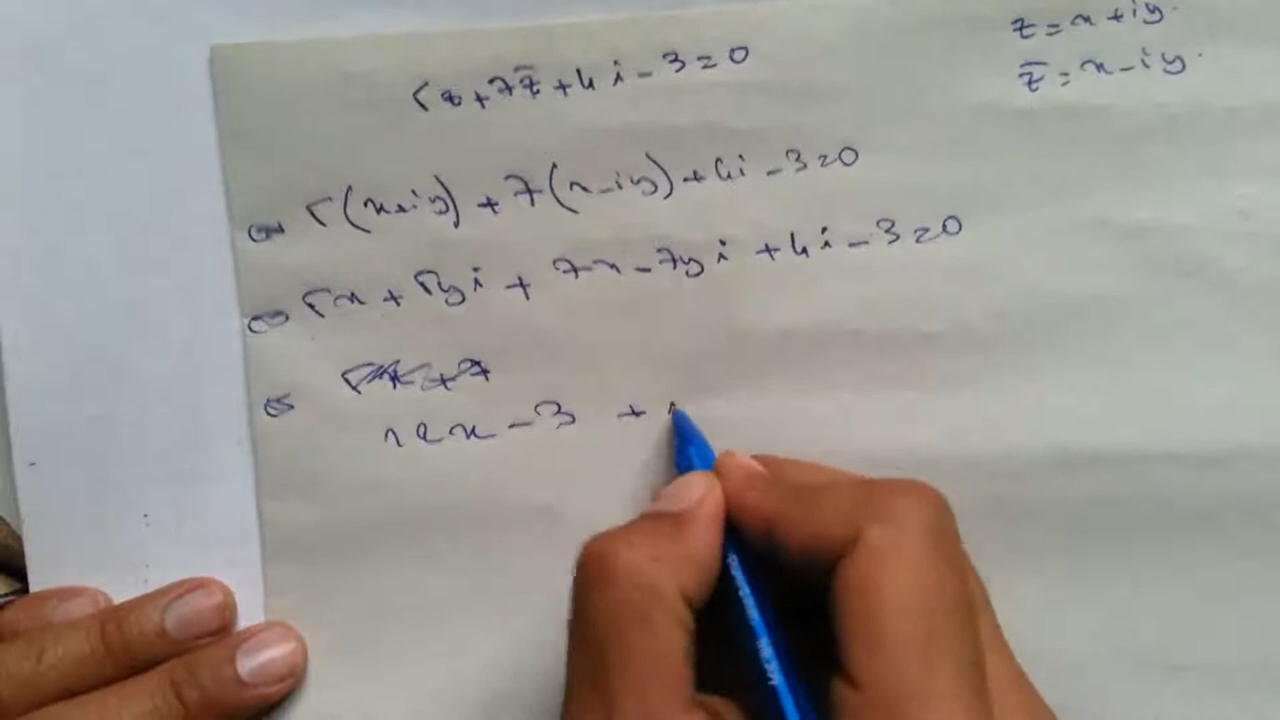 5z + 7z̄ + 4i - 3 = 0
z = x + iy.
z̄ = x - iy.
⇔ 5(x+iy) + 7(x-iy) + 4i - 3 = 0
⇔ 5x + 5yi + 7x - 7yi + 4i - 3 = 0
⇔ 12x - 3 +